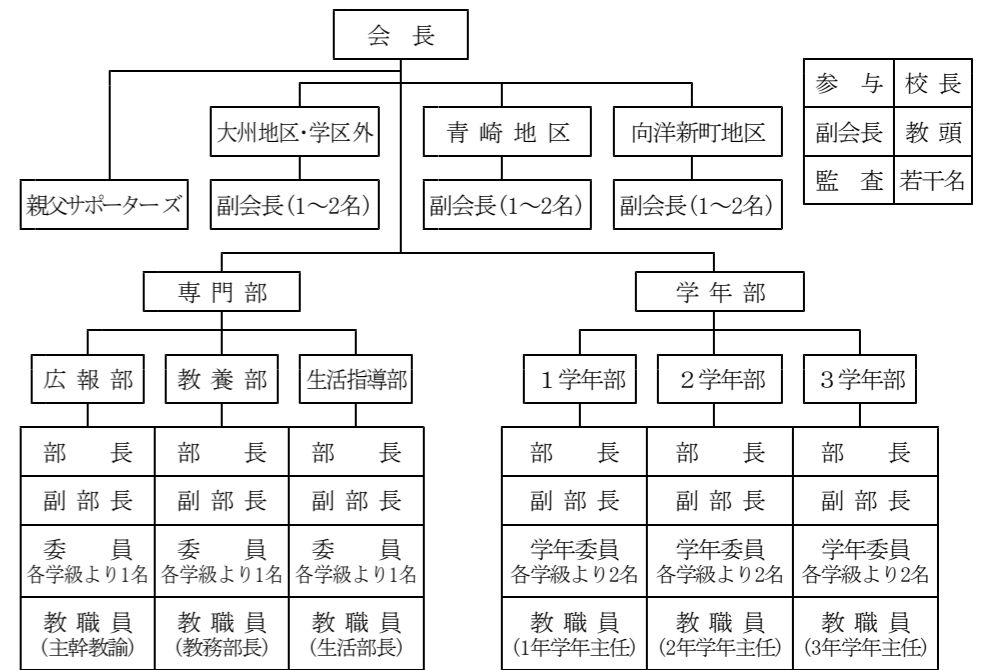 会長
参与 校長
副会長 教頭
監査 若干名
大州地区・学区外 青崎地区 向洋新町地区
親父サポーターズ 副会長(1～2名) 副会長(1～2名) 副会長(1～2名)
専門部 学年部
広報部 教養部 生活指導部 1学年部 2学年部 3学年部
部長 部長 部長 部長 部長 部長
副部長 副部長 副部長 副部長 副部長 副部長
委員 委員 委員 学年委員 学年委員 学年委員
各学級より1名 各学級より1名 各学級より1名 各学級より2名 各学級より2名 各学級より2名
教職員 教職員 教職員 教職員 教職員 教職員
(主幹教諭) (教務部長) (生活部長) (1年学年主任) (2年学年主任) (3年学年主任)